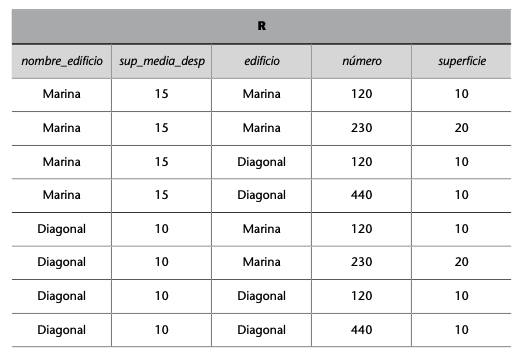 R
nombre_edificio sup_media_desp edificio número superficie
Marina 15 Marina 120 10
Marina 15 Marina 230 20
Marina 15 Diagonal 120 10
Marina 15 Diagonal 440 10
Diagonal 10 Marina 120 10
Diagonal 10 Marina 230 20
Diagonal 10 Diagonal 120 10
Diagonal 10 Diagonal 440 10